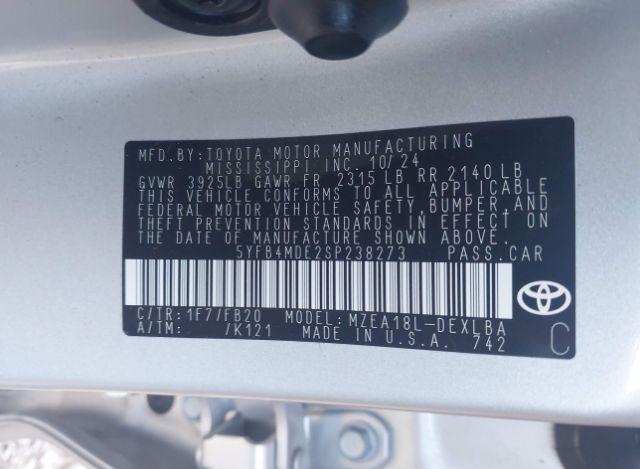 MFD.BY:TOYOTA MOTOR MANUFACTURING
MISSISSIPPI INC. 10/24
GVWR 3925LB GAWR FR 2315 LB RR 2140 LB
THIS VEHICLE CONFORMS TO ALL APPLICABLE
FEDERAL MOTOR VEHICLE SAFETY, BUMPER, AND
THEFT PREVENTION STANDARDS IN EFFECT ON
THE DATE OF MANUFACTURE SHOWN ABOVE.
5YFB4MDE2SP238273 PASS.CAR
C/TR:1F7/FB20 MODEL:MZEA18L-DEXLBA
A/TM: /K121 MADE IN U.S.A. 742
C